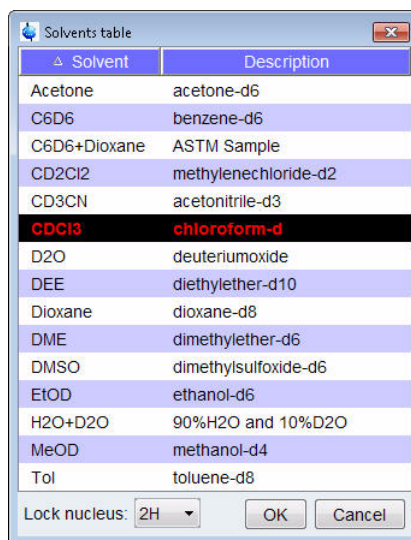 Solvents table
△ Solvent Description
Acetone acetone-d6
C6D6 benzene-d6
C6D6+Dioxane ASTM Sample
CD2Cl2 methylenechloride-d2
CD3CN acetonitrile-d3
CDCl3 chloroform-d
D2O deuteriumoxide
DEE diethylether-d10
Dioxane dioxane-d8
DME dimethylether-d6
DMSO dimethylsulfoxide-d6
EtOD ethanol-d6
H2O+D2O 90%H2O and 10%D2O
MeOD methanol-d4
Tol toluene-d8
Lock nucleus: 2H OK Cancel